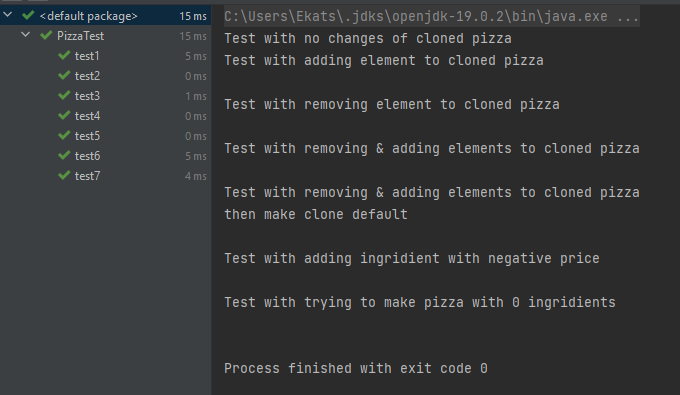 <default package> 15 ms
PizzaTest 15 ms
test1 5 ms
test2 0 ms
test3 1 ms
test4 0 ms
test5 0 ms
test6 5 ms
test7 4 ms
C:\Users\Ekats\.jdks\openjdk-19.0.2\bin\java.exe ...
Test with no changes of cloned pizza
Test with adding element to cloned pizza
Test with removing element to cloned pizza
Test with removing & adding elements to cloned pizza
Test with removing & adding elements to cloned pizza
then make clone default
Test with adding ingridient with negative price
Test with trying to make pizza with 0 ingridients
Process finished with exit code 0